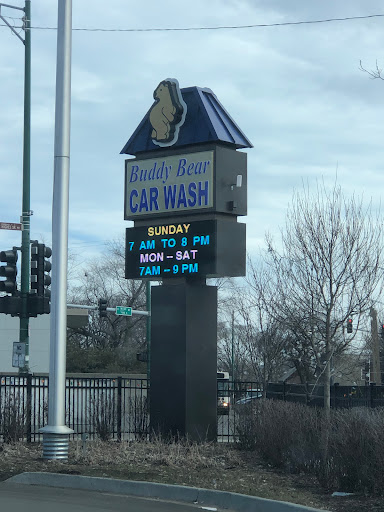 Buddy Bear
CAR WASH
SUNDAY
7 AM TO 8 PM
MON - SAT
7AM - 9 PM